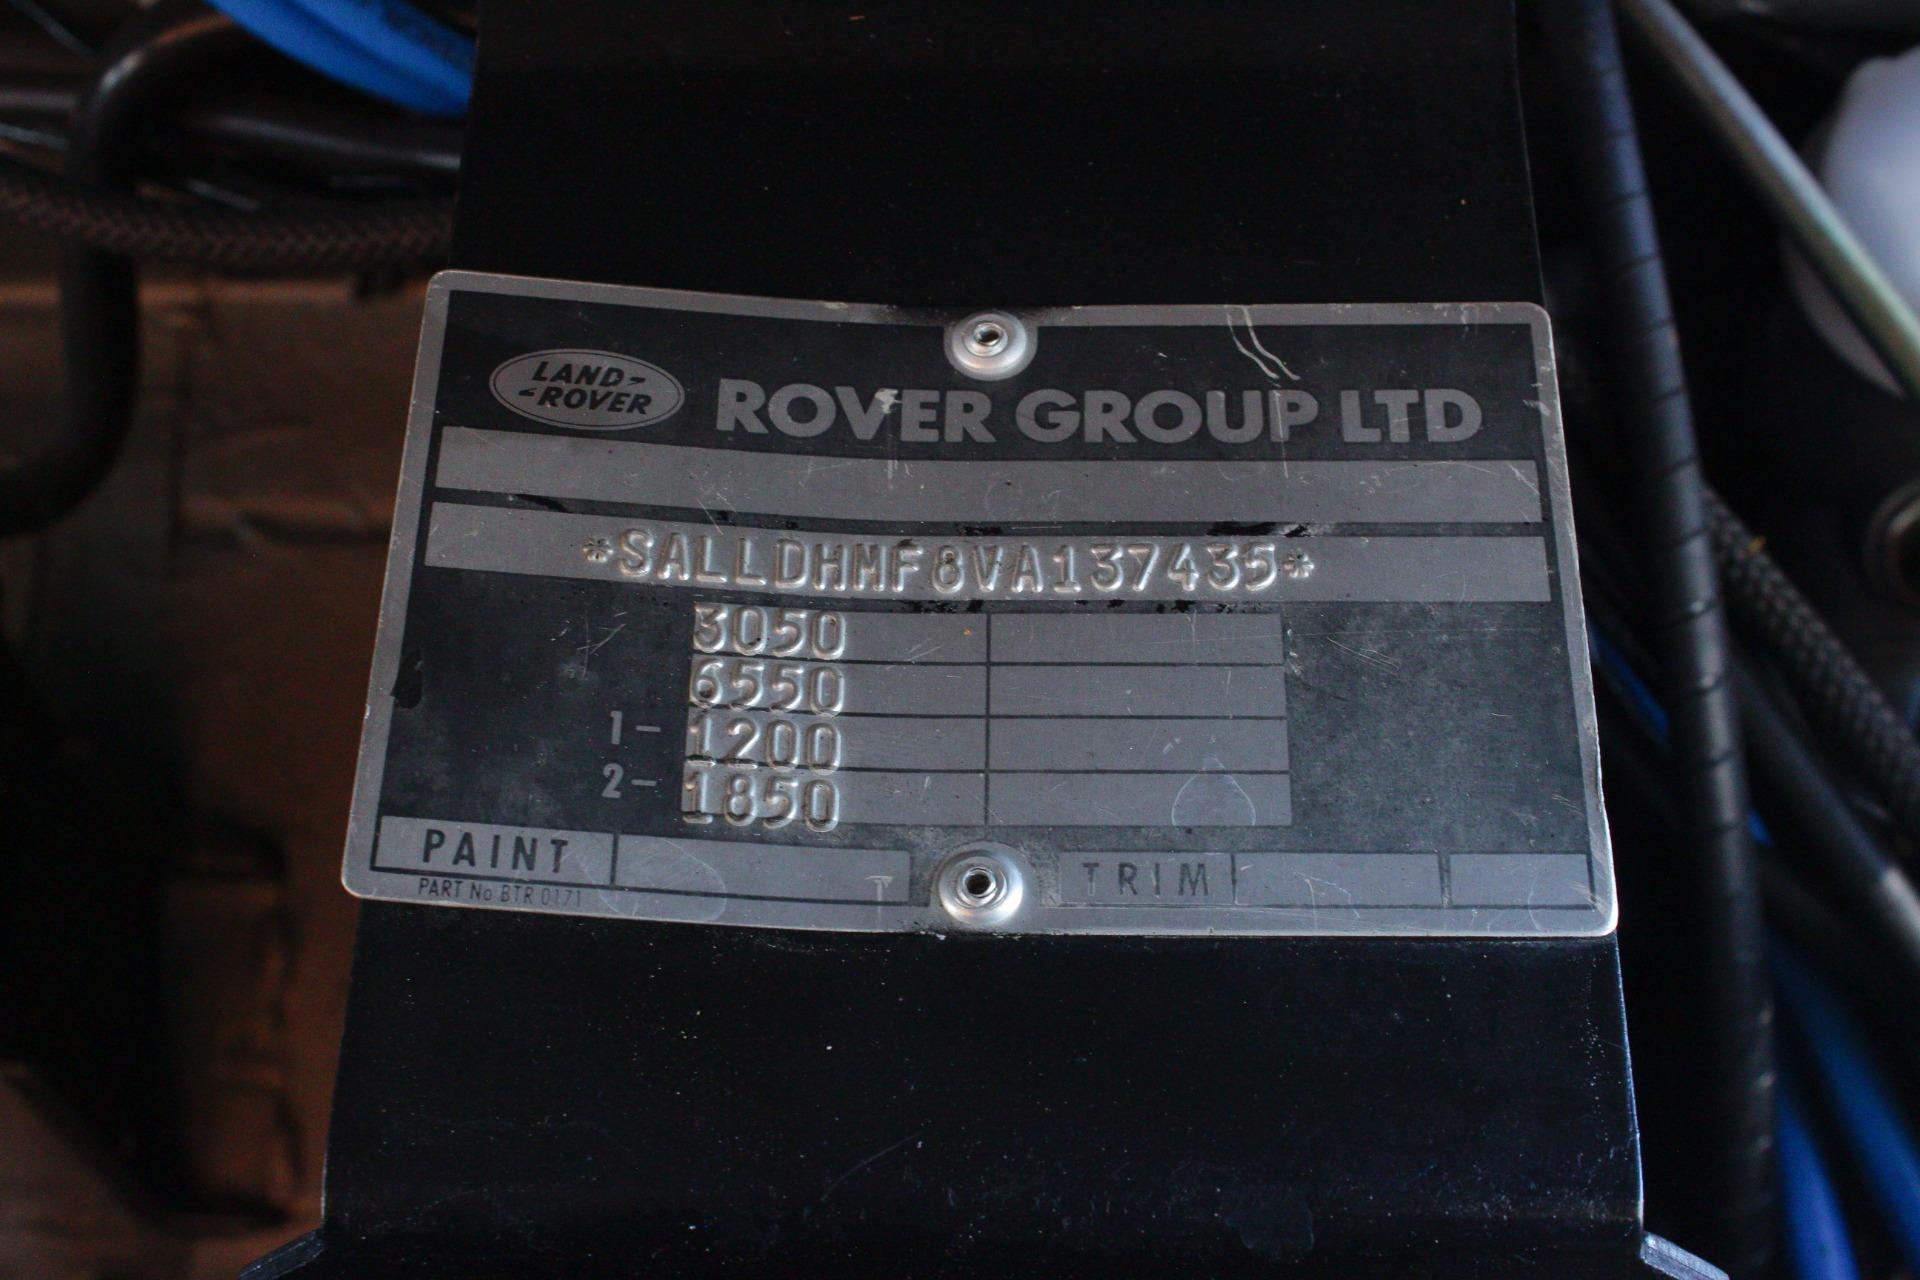 LAND-
-ROVER
ROVER GROUP LTD
*SALLDHMF8VA137435*
3050
6550
1- 1200
2- 1850
PAINT
TRIM
PART No BTR 0171